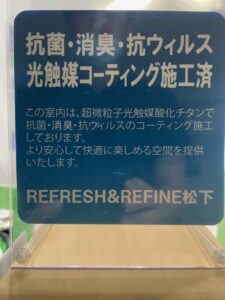 抗菌・消臭・抗ウィルス
光触媒コーティング施工済
この室内は、超微粒子光触媒酸化チタンで
抗菌・消臭・抗ウィルスのコーティング施工
しております。
より安心して快適に楽しめる空間を提供
いたします。
REFRESH&REFINE松下